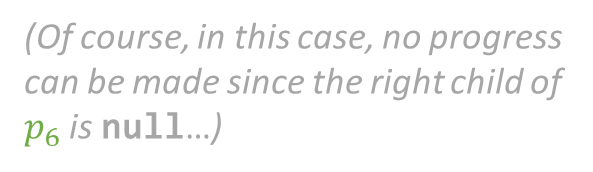 (Of course, in this case, no progress
can be made since the right child of
p₆ is null…)